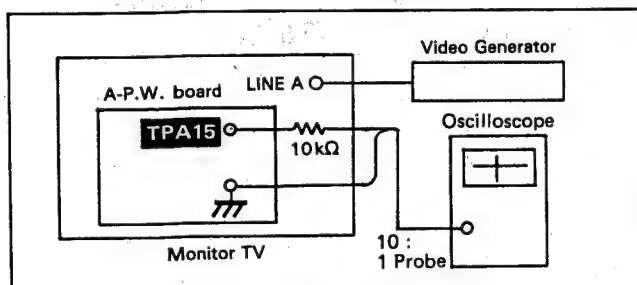 Video Generator
LINE A
A-P.W. board
Oscilloscope
TPA15
10kΩ
10 :
1 Probe
Monitor TV